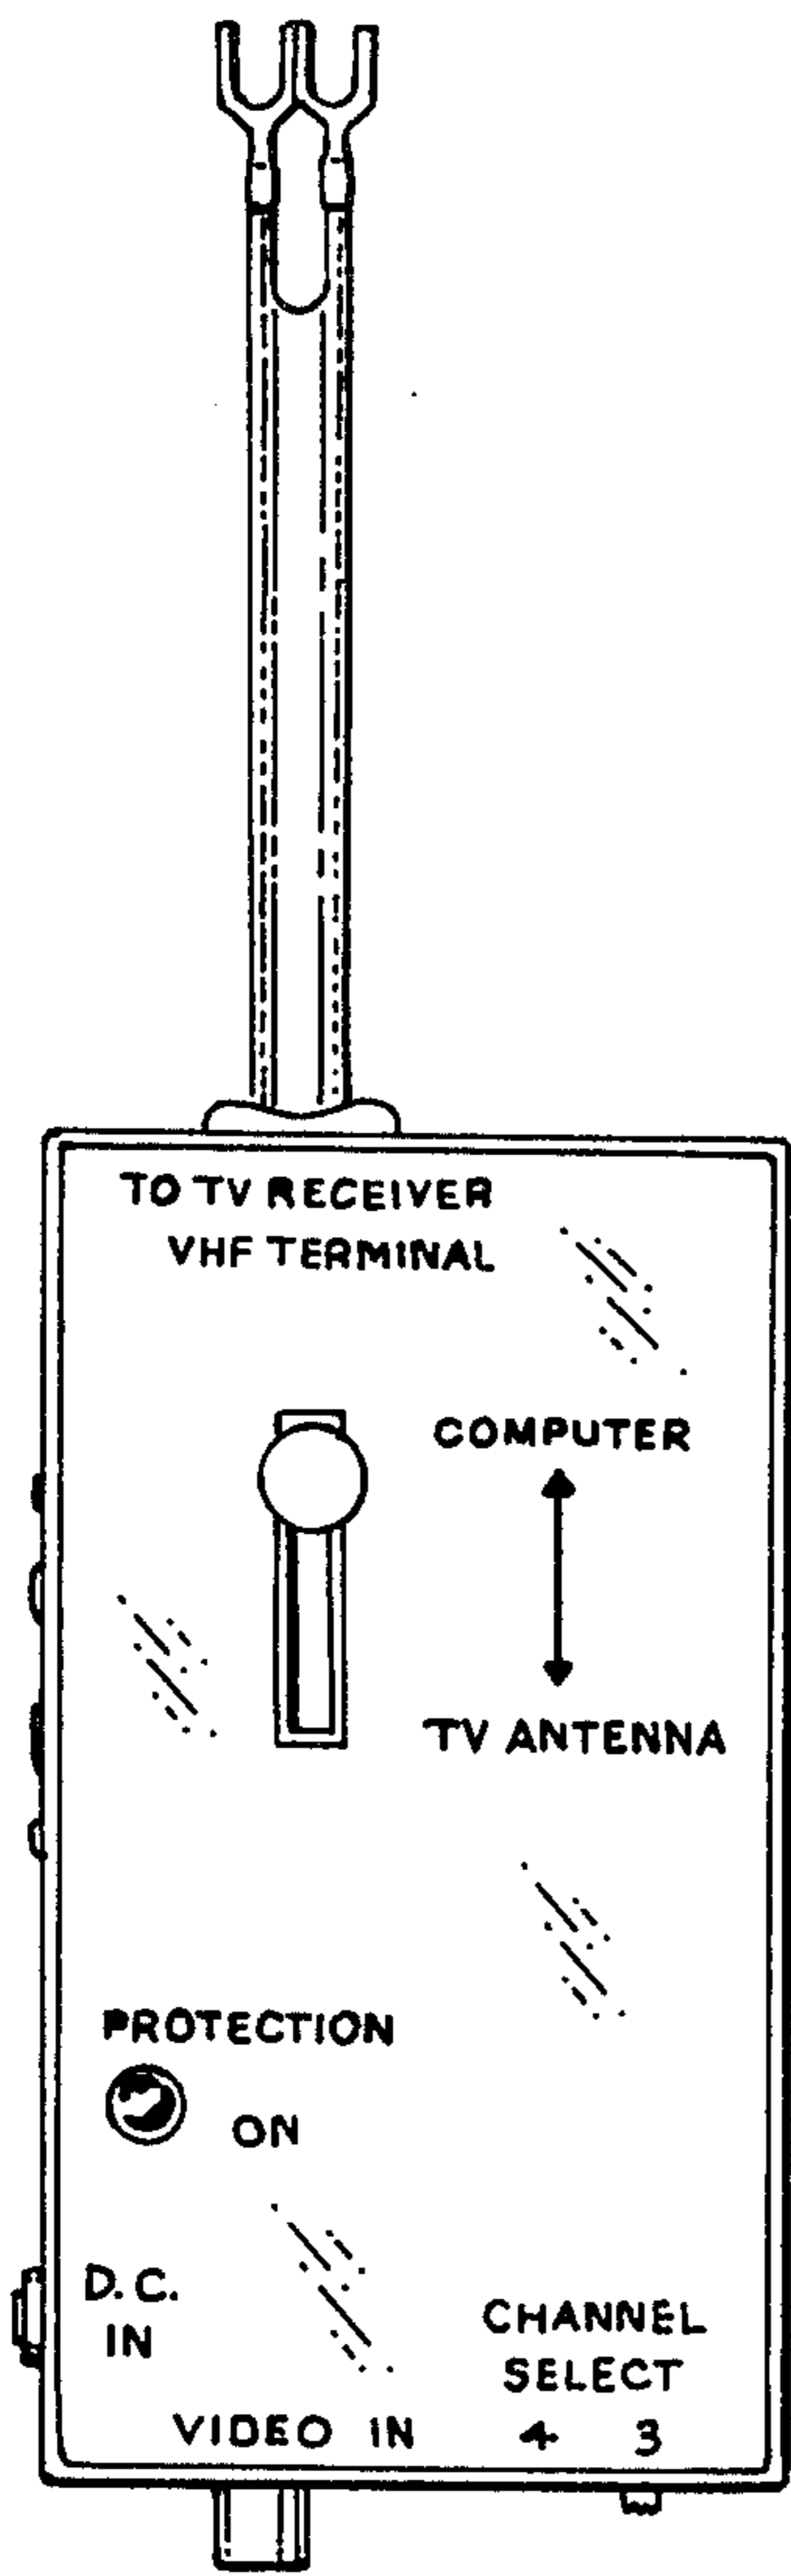 TO TV RECEIVER
VHF TERMINAL
COMPUTER
TV ANTENNA
PROTECTION
ON
D.C.
IN
CHANNEL
SELECT
VIDEO IN
4 3